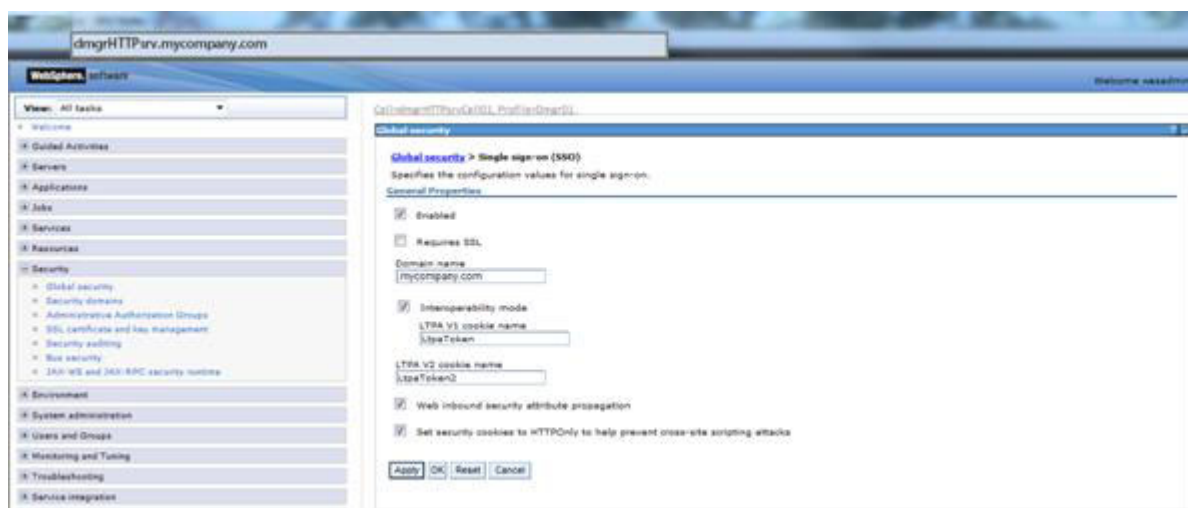 dmgrHTTPsrv.mycompany.com
WebSphere. software
Welcome wasadmin
View: All tasks
Welcome
Guided Activities
Servers
Applications
Jobs
Services
Resources
Security
Global security
Security domains
Administrative Authorization Groups
SSL certificate and key management
Security auditing
Bus security
JAX-WS and JAX-RPC security runtime
Environment
System administration
Users and Groups
Monitoring and Tuning
Troubleshooting
Service integration
Cell=dmgrHTTPsrvCell01, Profile=Dmgr01
Global security
Global security > Single sign-on (SSO)
Specifies the configuration values for single sign-on.
General Properties
Enabled
Requires SSL
Domain name
mycompany.com
Interoperability mode
LTPA V1 cookie name
LtpaToken
LTPA V2 cookie name
LtpaToken2
Web inbound security attribute propagation
Set security cookies to HTTPOnly to help prevent cross-site scripting attacks
Apply OK Reset Cancel